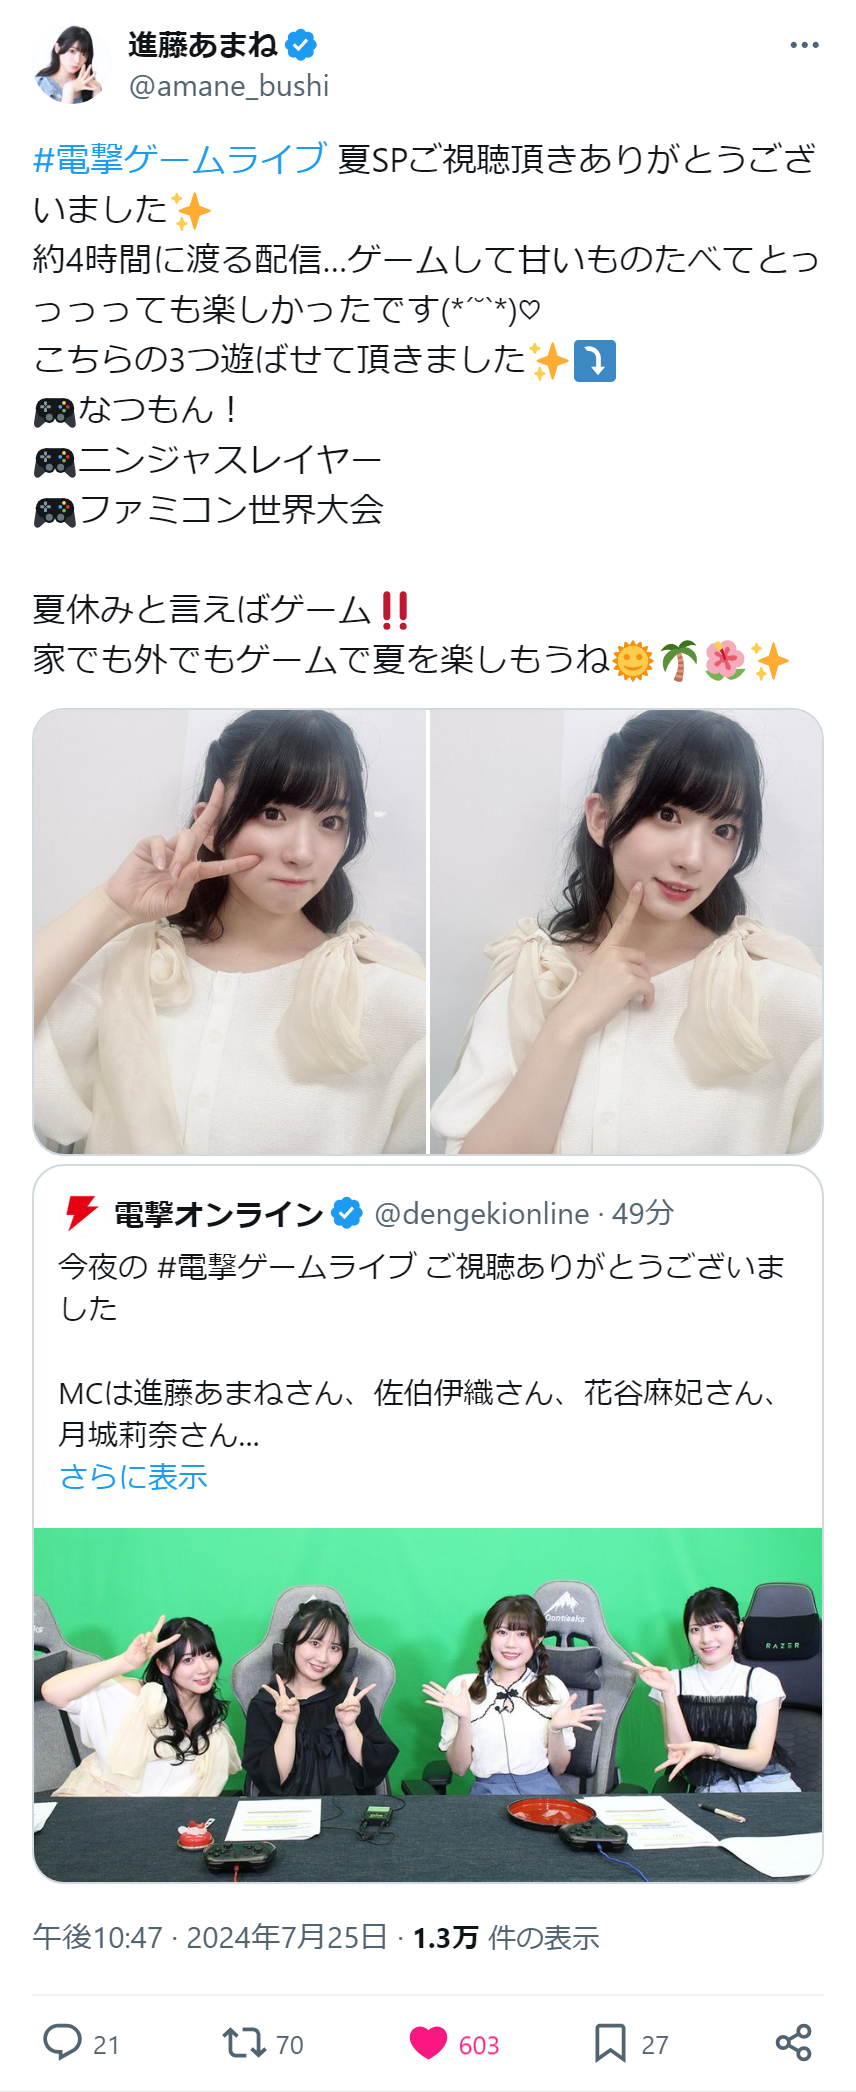 進藤あまね
@amane_bushi
#電撃ゲームライブ 夏SPご視聴頂きありがとうござ
いました✨
約4時間に渡る配信...ゲームして甘いものたべてとっ
っっっても楽しかったです(*´˘`*)♡
こちらの3つ遊ばせて頂きました✨⤵️
🎮なつもん！
🎮ニンジャスレイヤー
🎮ファミコン世界大会
夏休みと言えばゲーム‼️
家でも外でもゲームで夏を楽しもうね🌞🌴🌺✨
電撃オンライン @dengekionline · 49分
今夜の #電撃ゲームライブ ご視聴ありがとうございま
した
MCは進藤あまねさん、佐伯伊織さん、花谷麻妃さん、
月城莉奈さん...
さらに表示
Contieaks
RAZER
午後10:47 · 2024年7月25日 · 1.3万 件の表示
21 70 603 27